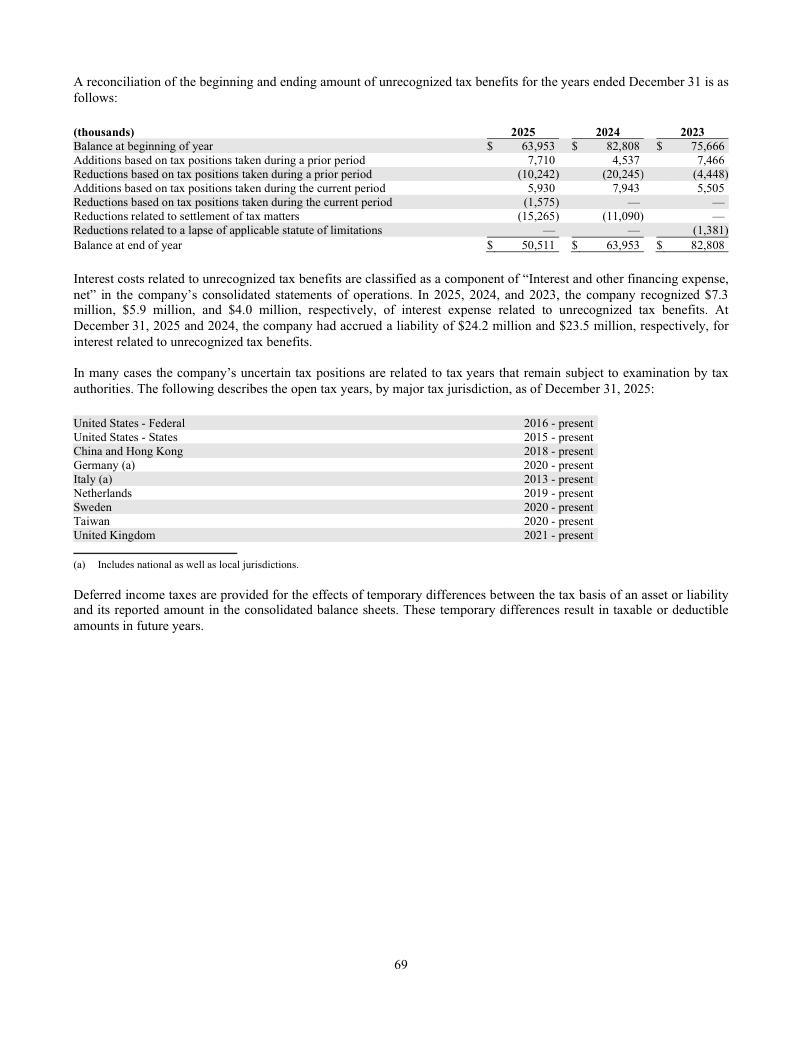 A reconciliation of the beginning and ending amount of unrecognized tax benefits for the years ended December 31 is as
follows:
(thousands) 2025 2024 2023
Balance at beginning of year $ 63,953 $ 82,808 $ 75,666
Additions based on tax positions taken during a prior period 7,710 4,537 7,466
Reductions based on tax positions taken during a prior period (10,242) (20,245) (4,448)
Additions based on tax positions taken during the current period 5,930 7,943 5,505
Reductions based on tax positions taken during the current period (1,575) — —
Reductions related to settlement of tax matters (15,265) (11,090) —
Reductions related to a lapse of applicable statute of limitations — — (1,381)
Balance at end of year $ 50,511 $ 63,953 $ 82,808
Interest costs related to unrecognized tax benefits are classified as a component of “Interest and other financing expense,
net” in the company’s consolidated statements of operations. In 2025, 2024, and 2023, the company recognized $7.3
million, $5.9 million, and $4.0 million, respectively, of interest expense related to unrecognized tax benefits. At
December 31, 2025 and 2024, the company had accrued a liability of $24.2 million and $23.5 million, respectively, for
interest related to unrecognized tax benefits.
In many cases the company’s uncertain tax positions are related to tax years that remain subject to examination by tax
authorities. The following describes the open tax years, by major tax jurisdiction, as of December 31, 2025:
United States - Federal 2016 - present
United States - States 2015 - present
China and Hong Kong 2018 - present
Germany (a) 2020 - present
Italy (a) 2013 - present
Netherlands 2019 - present
Sweden 2020 - present
Taiwan 2020 - present
United Kingdom 2021 - present
(a) Includes national as well as local jurisdictions.
Deferred income taxes are provided for the effects of temporary differences between the tax basis of an asset or liability
and its reported amount in the consolidated balance sheets. These temporary differences result in taxable or deductible
amounts in future years.
69